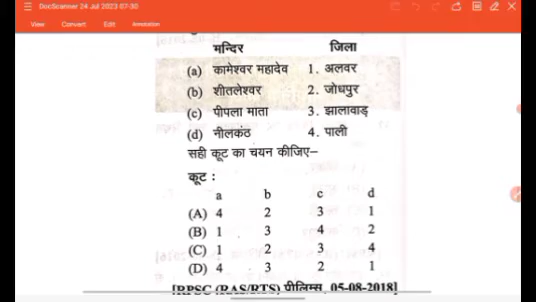 DocScanner 24 Jul 2023 07-30
View Convert Edit Annotation
मन्दिर जिला
(a) कामेश्वर महादेव 1. अलवर
(b) शीतलेश्वर 2. जोधपुर
(c) पीपला माता 3. झालावाड़
(d) नीलकंठ 4. पाली
सही कूट का चयन कीजिए–
कूट :
a b c d
(A) 4 2 3 1
(B) 1 3 4 2
(C) 1 2 3 4
(D) 4 3 2 1
[RPSC (RAS/RTS) प्रीलिम्स, 05-08-2018]